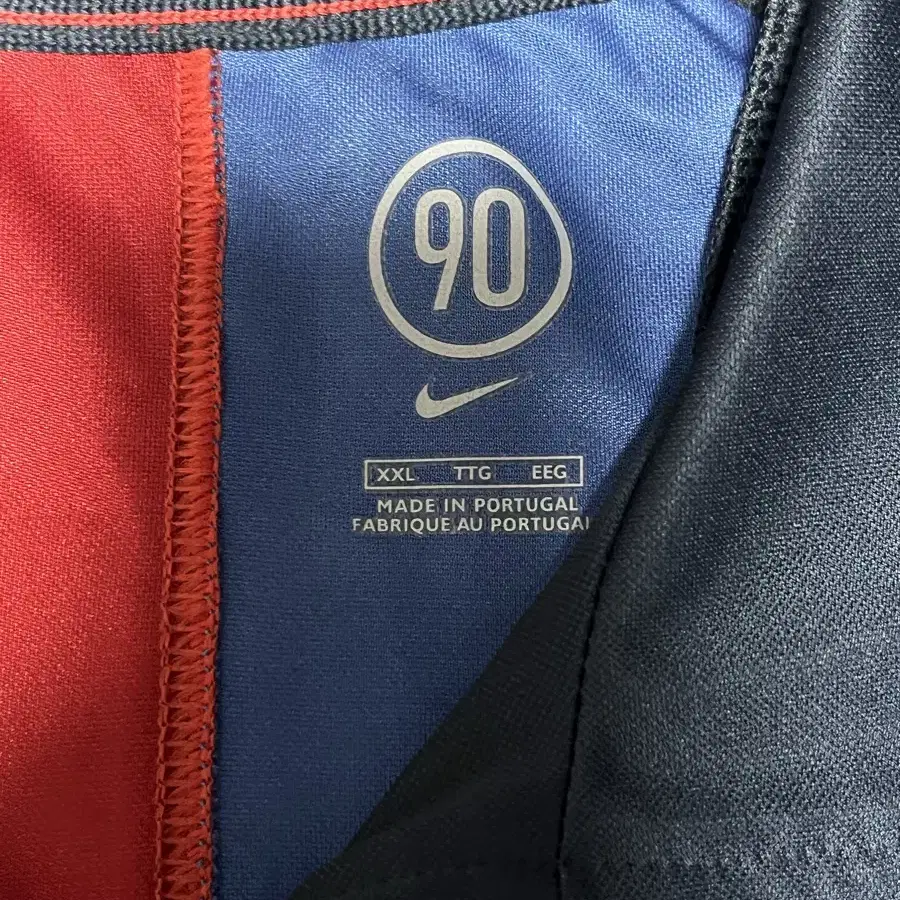 90
XXL TTG EEG
MADE IN PORTUGAL
FABRIQUE AU PORTUGAL